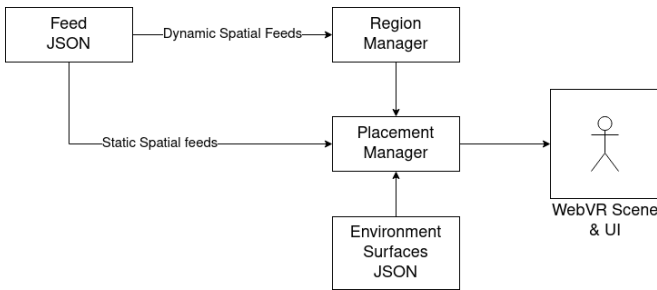 Feed
JSON
Dynamic Spatial Feeds
Region
Manager
Static Spatial feeds
Placement
Manager
WebVR Scene
& UI
Environment
Surfaces
JSON